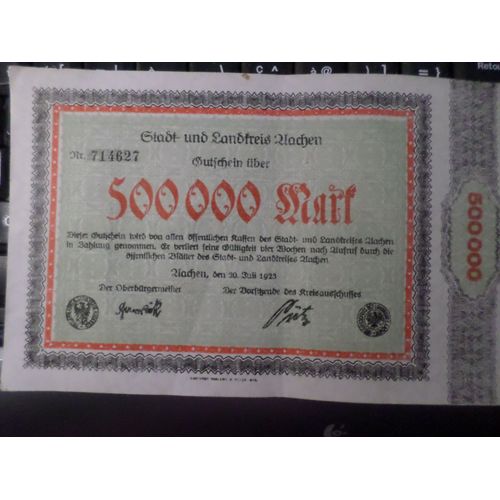 Stadt- und Landkreis Aachen
Nr. 714627
Gutschein über
500000 Mark
Dieser Gutschein wird von allen öffentlichen Kassen des Stadt- und Landkreises Aachen
in Zahlung genommen. Er verliert seine Gültigkeit vier Wochen nach Aufruf durch die
öffentlichen Blätter des Stadt- und Landkreises Aachen.
Aachen, den 20. Juli 1923
Der Oberbürgermeister
Der Vorsitzende des Kreisausschusses
500000
Retou